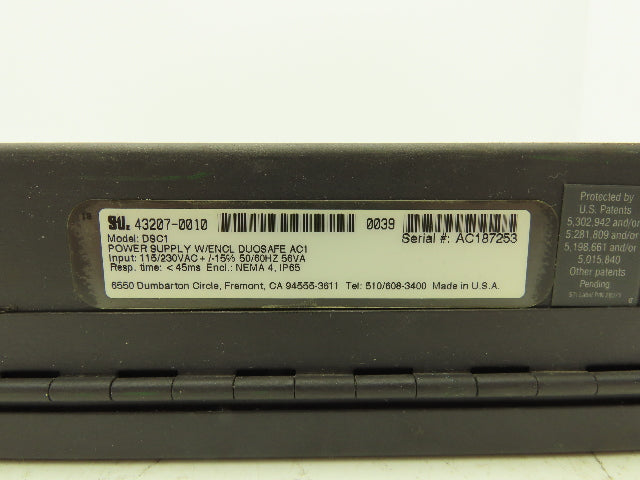 STI. 43207-0010 0039
Model: DSC1 Serial #: AC187253
POWER SUPPLY W/ENCL DUOSAFE AC1
Input: 115/230VAC + /-15% 50/60HZ 56VA
Resp. time: < 45ms Encl.: NEMA 4, IP65
6550 Dumbarton Circle, Fremont, CA 94555-3611 Tel: 510/608-3400 Made in U.S.A.
Protected by
U.S. Patents
5,302,942 and/or
5,281,809 and/or
5,198,661 and/or
5,015,840
Other patents
Pending